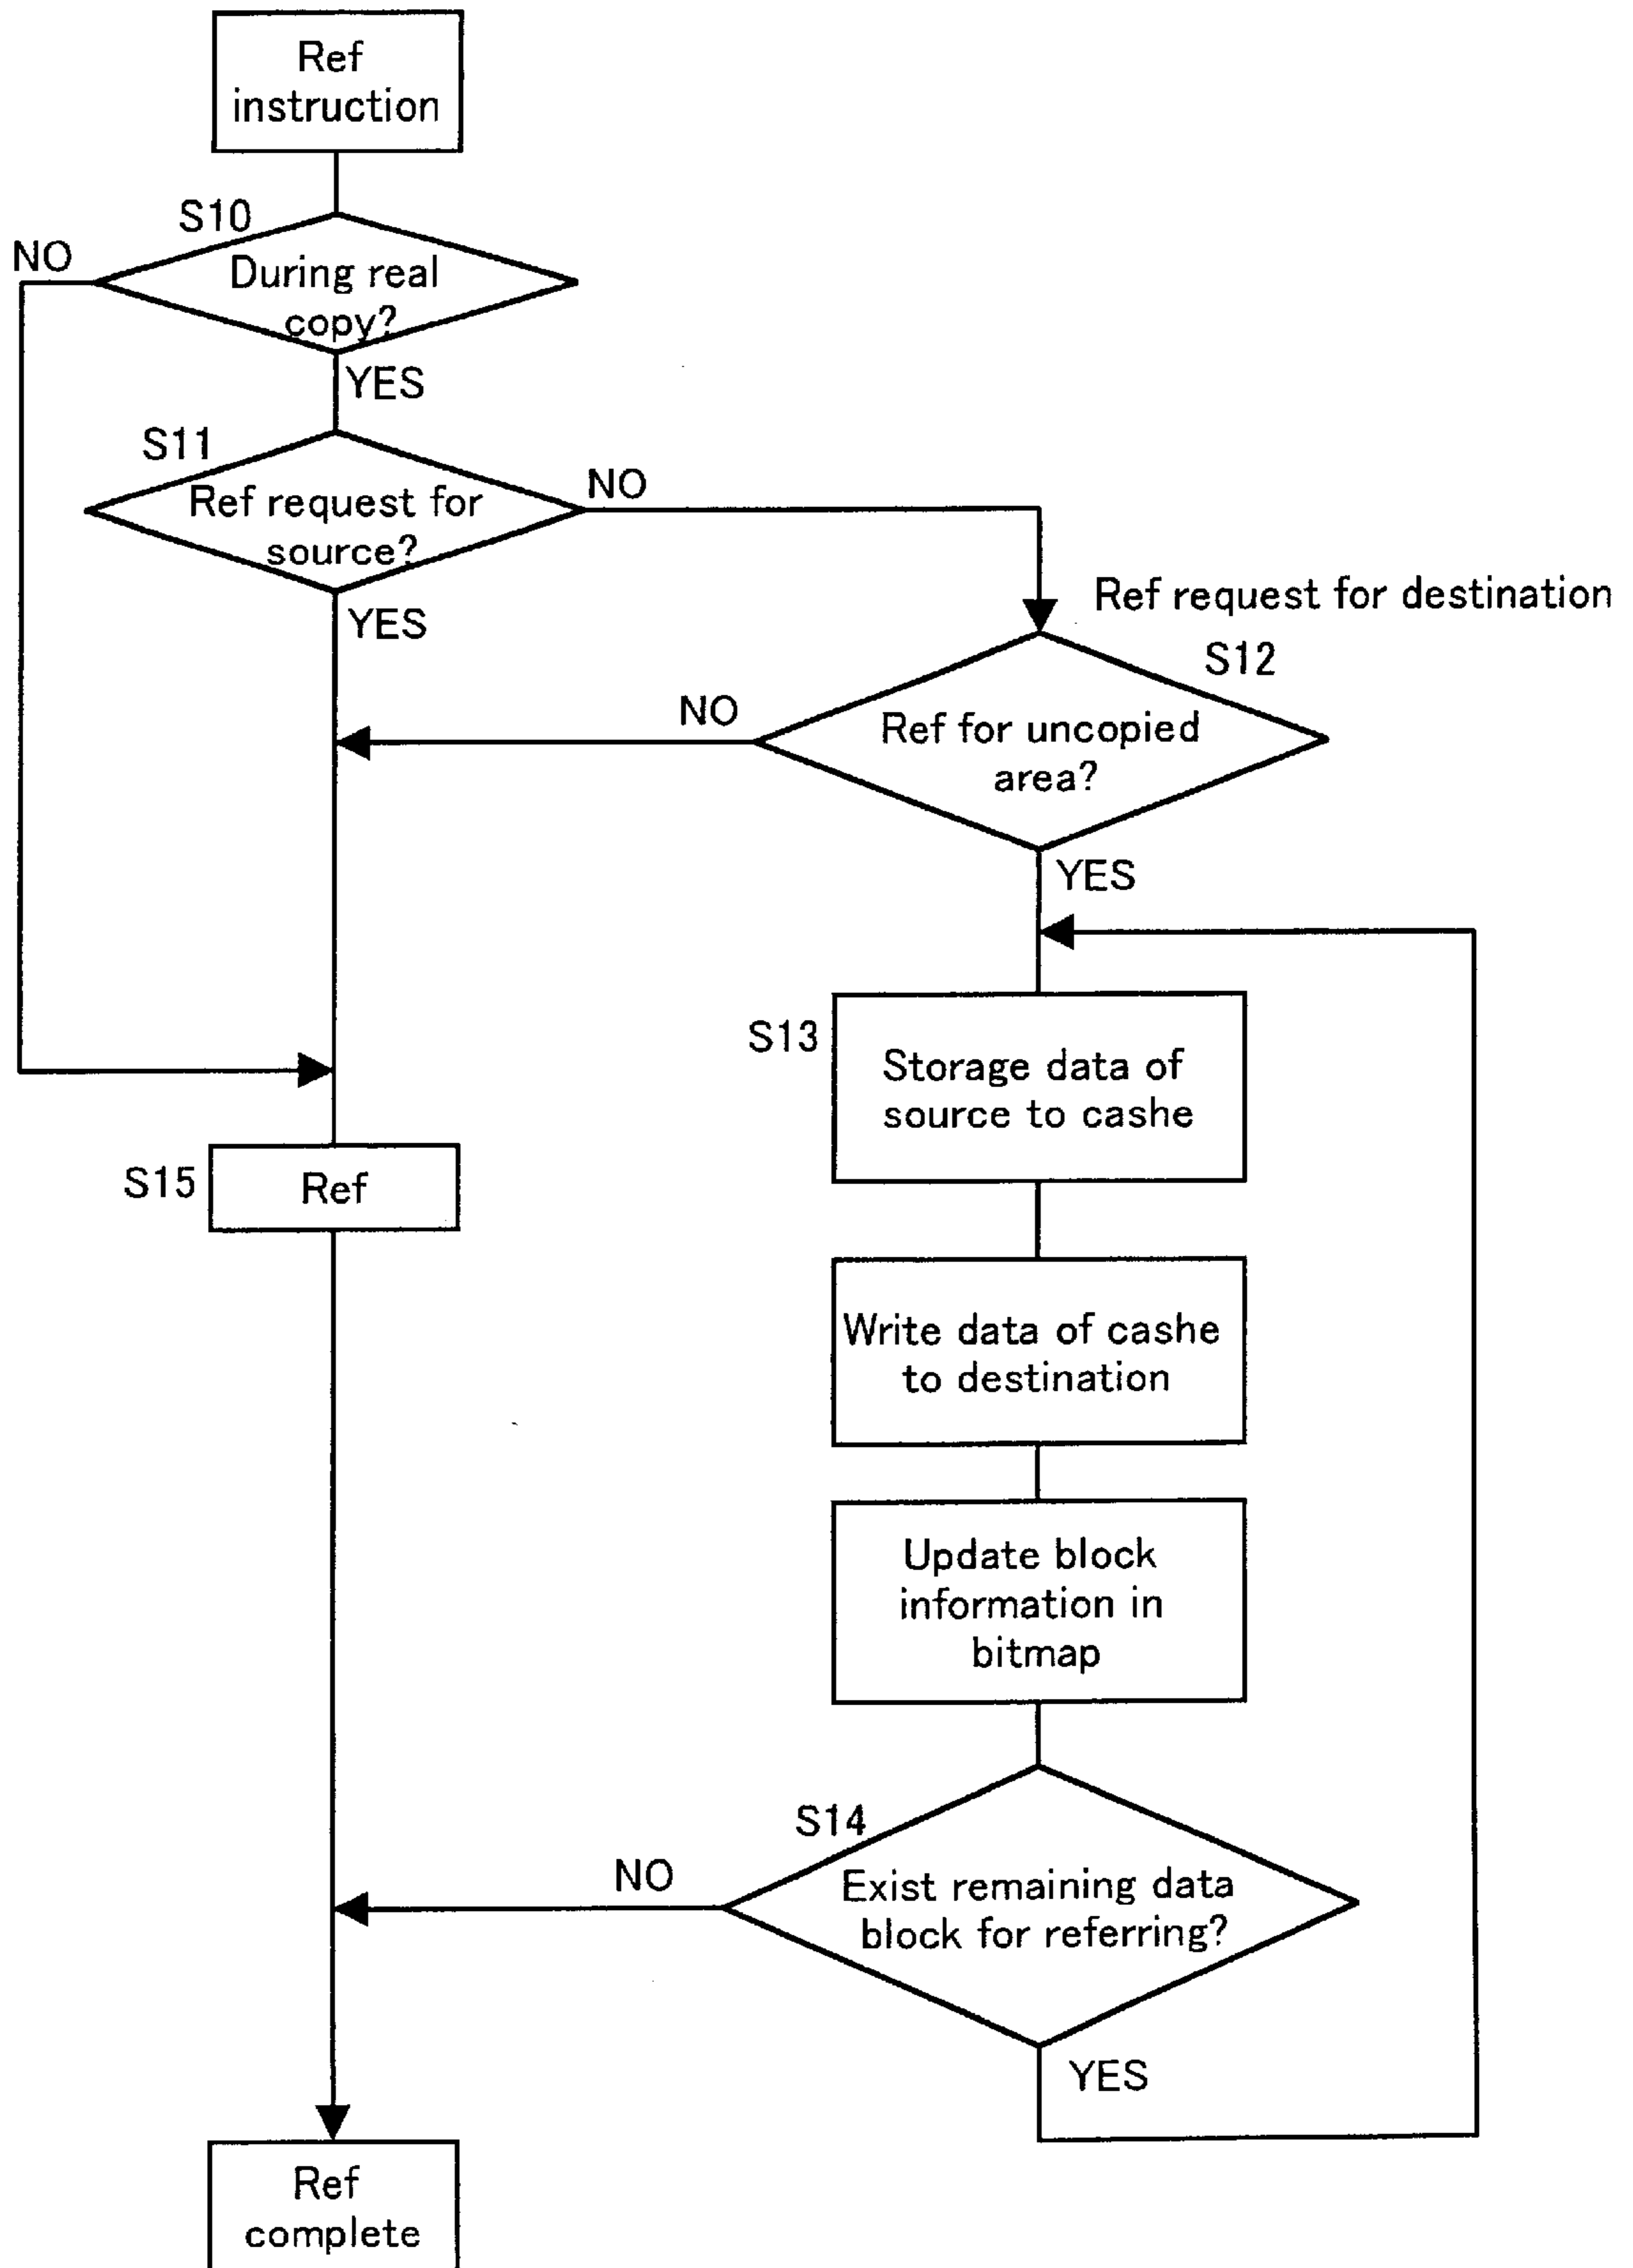 Ref
instruction
S10
NO
During real
copy?
YES
S11
Ref request for
source?
NO
YES
Ref request for destination
S12
NO
Ref for uncopied
area?
YES
S13
Storage data of
source to cashe
S15
Ref
Write data of cashe
to destination
Update block
information in
bitmap
S14
NO
Exist remaining data
block for referring?
YES
Ref
complete